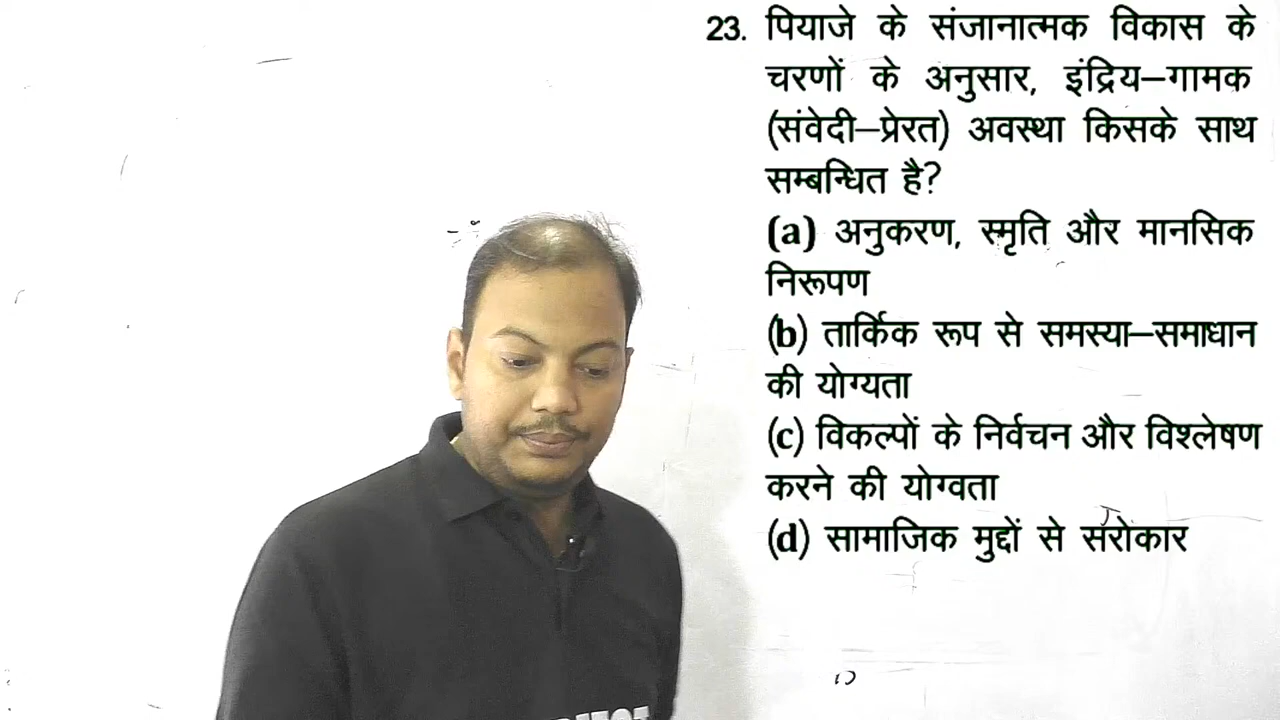 23. पियाजे के संजानात्मक विकास के
चरणों के अनुसार, इंद्रिय–गामक
(संवेदी–प्रेरत) अवस्था किसके साथ
सम्बन्धित है?
(a) अनुकरण, स्मृति और मानसिक
निरूपण
(b) तार्किक रूप से समस्या–समाधान
की योग्यता
(c) विकल्पों के निर्वचन और विश्लेषण
करने की योग्वता
(d) सामाजिक मुद्दों से सरोकार